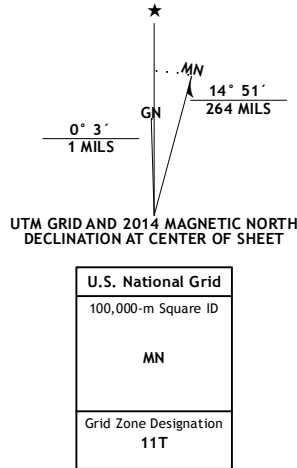 ★
MN
14° 51´
264 MILS
GN
0° 3´
1 MILS
UTM GRID AND 2014 MAGNETIC NORTH
DECLINATION AT CENTER OF SHEET
U.S. National Grid
100,000-m Square ID
MN
Grid Zone Designation
11T